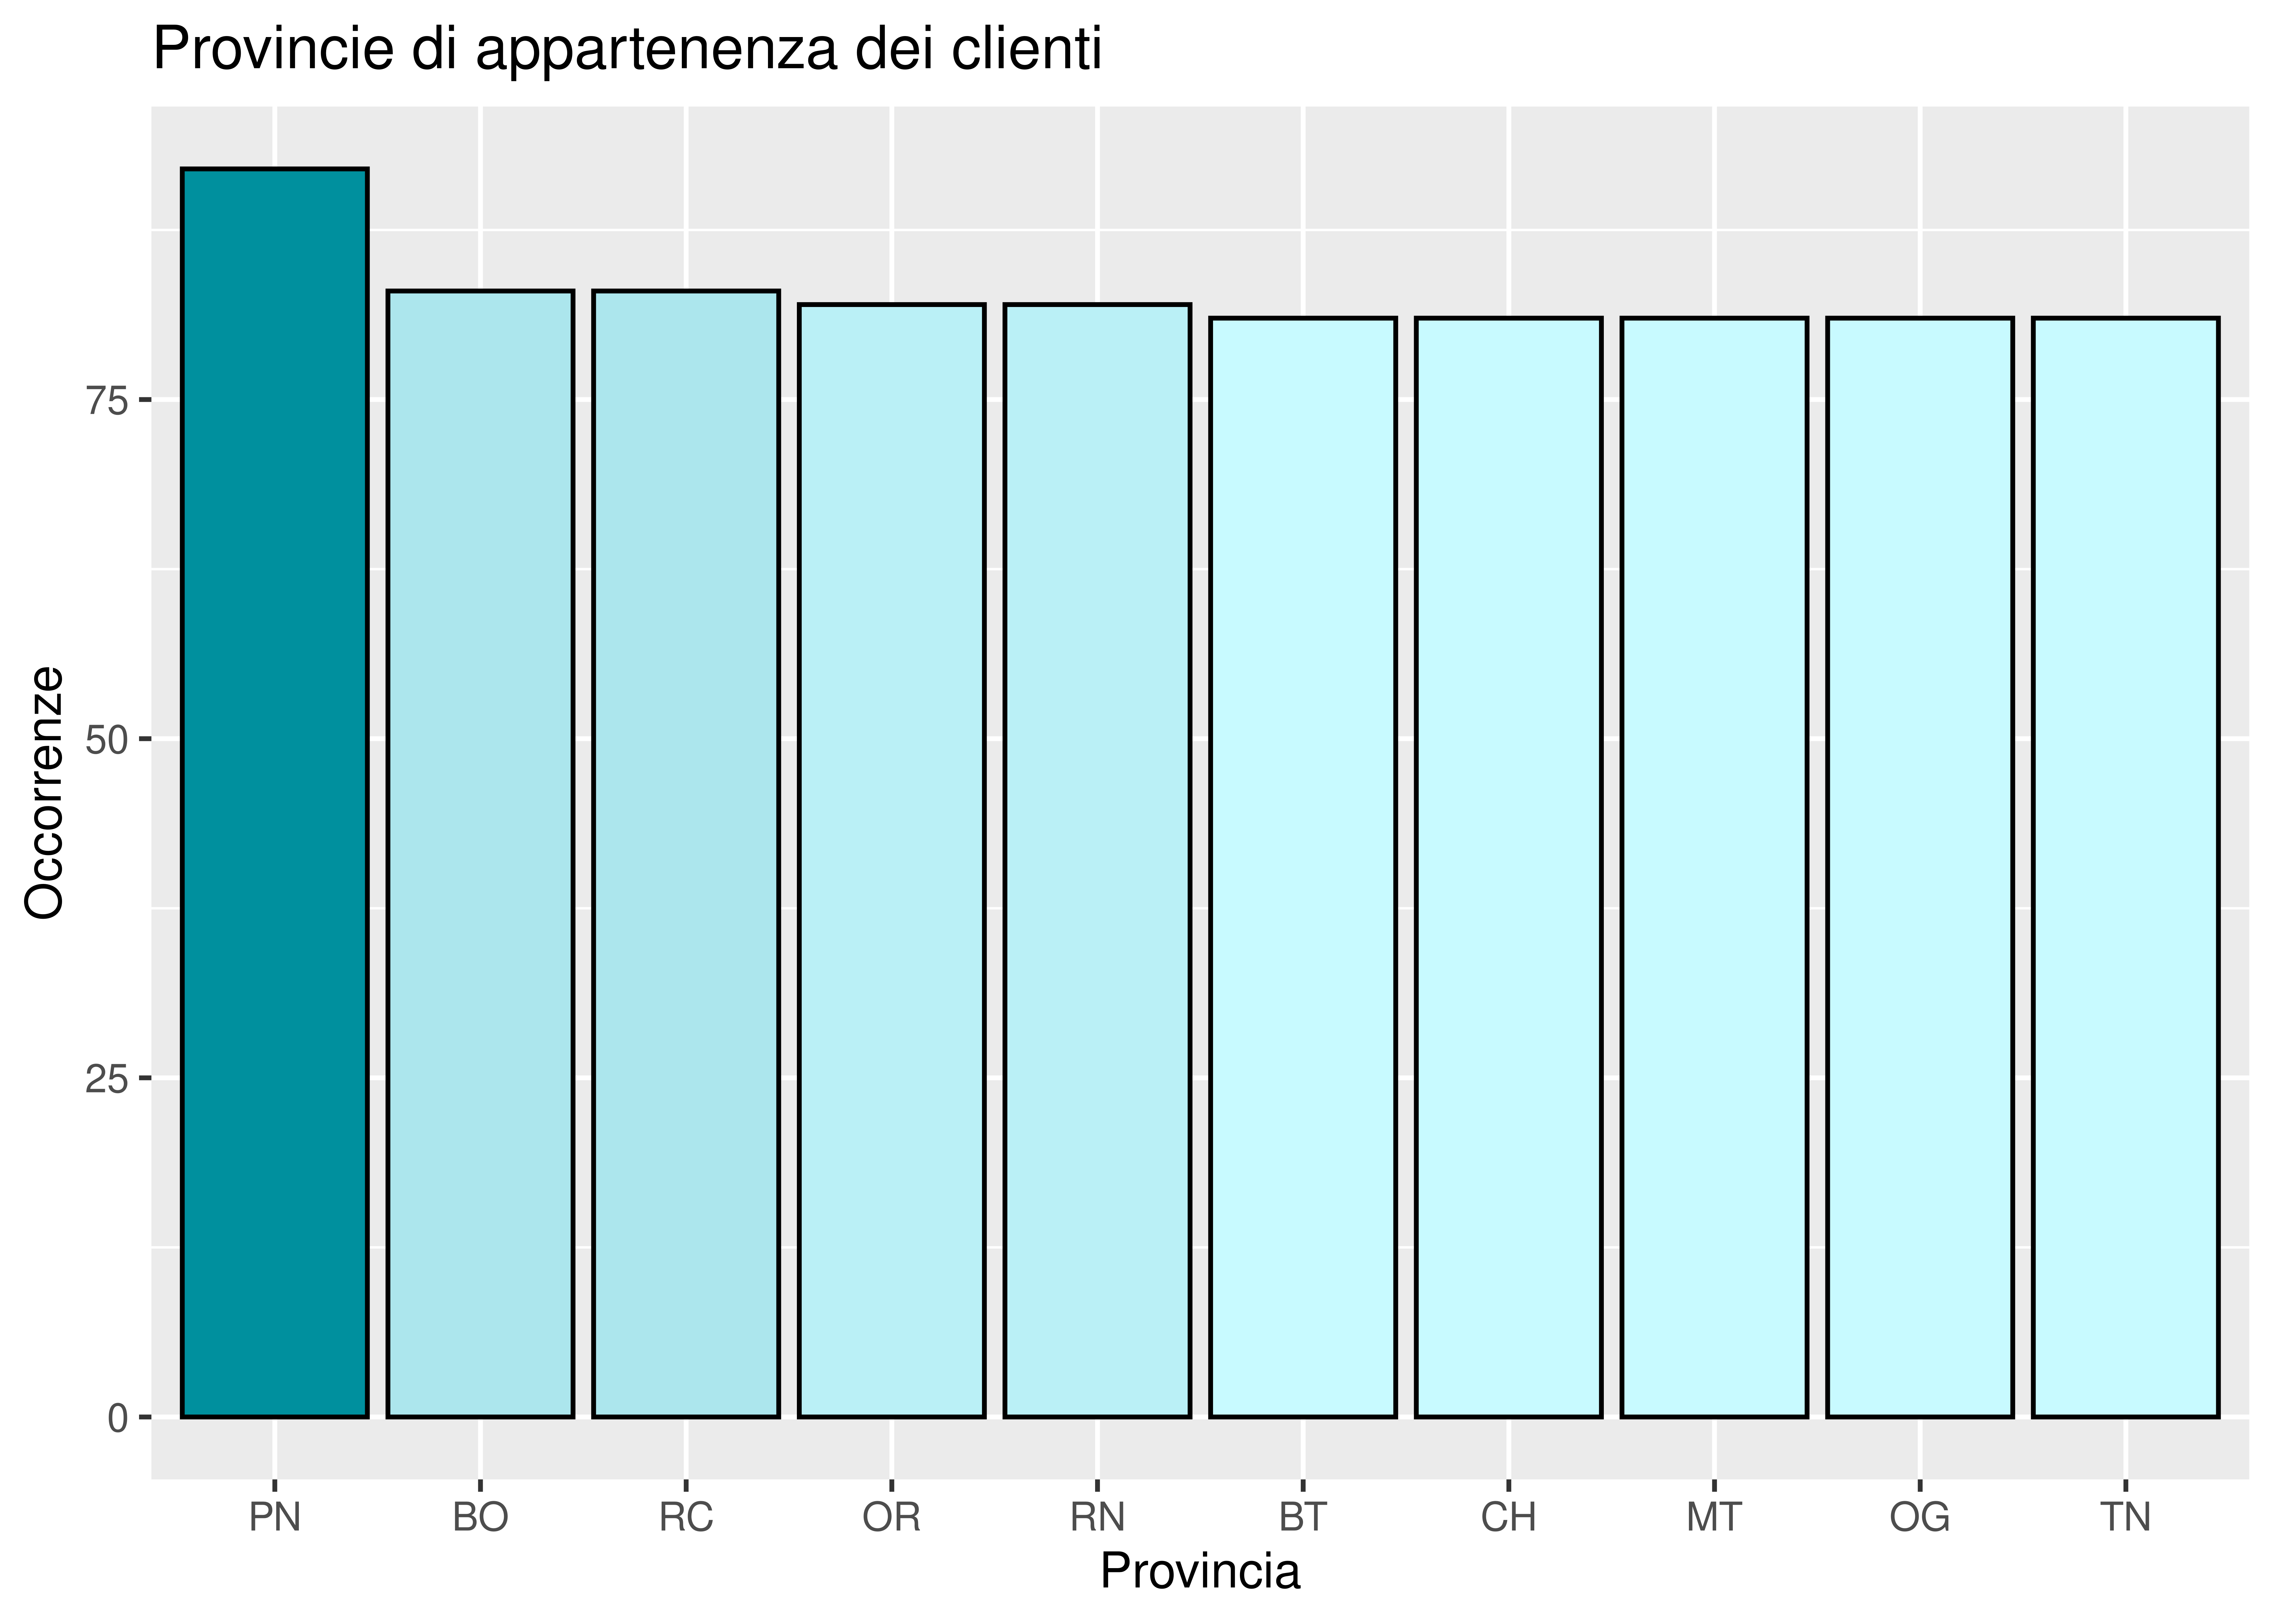 Provincie di appartenenza dei clienti
Occorrenze
75
50
25
0
PN BO RC OR RN BT CH MT OG TN
Provincia